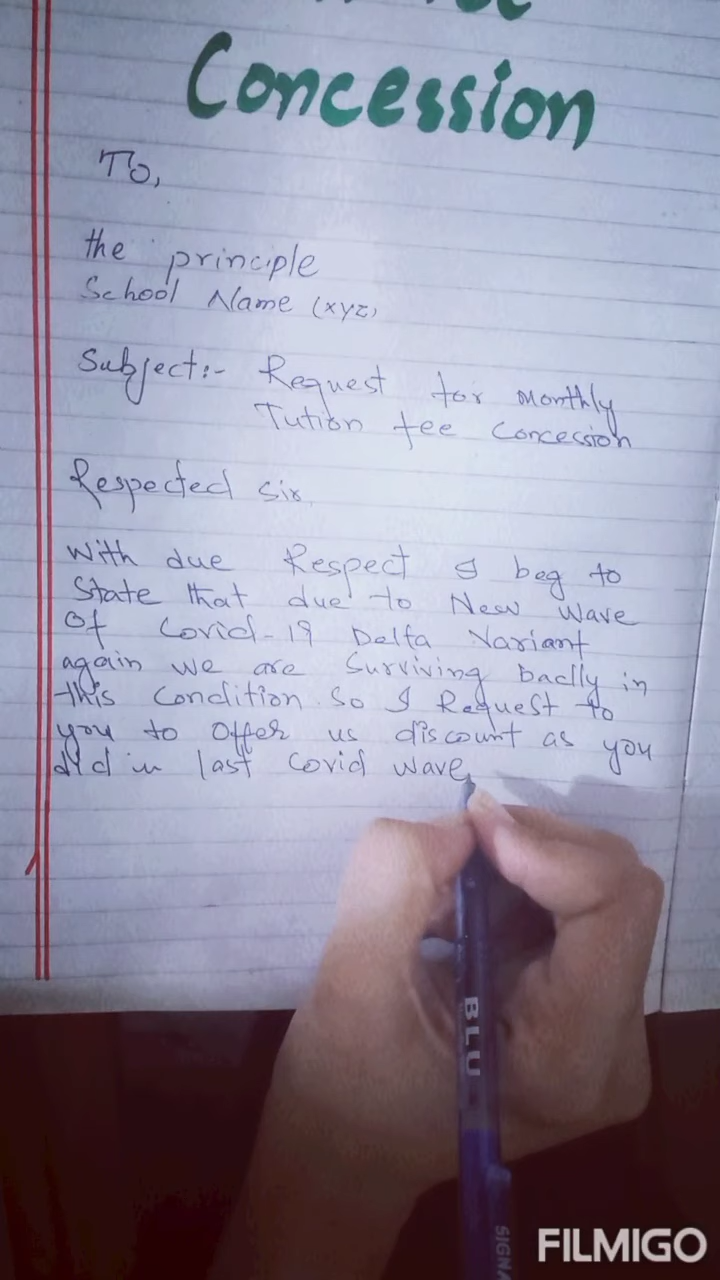 Concession
To,
the principle
School Name (xyz)
Subject:- Request for monthly
Tution fee concession
Respected sir,
With due Respect I beg to
State that due to New Wave
Of Covid-19 Delta Variant
again we are Surviving badly in
this Condition. So I Request to
you to Offer us discount as you
did in last Covid wave,
BLU
SIGNA
FILMIGO